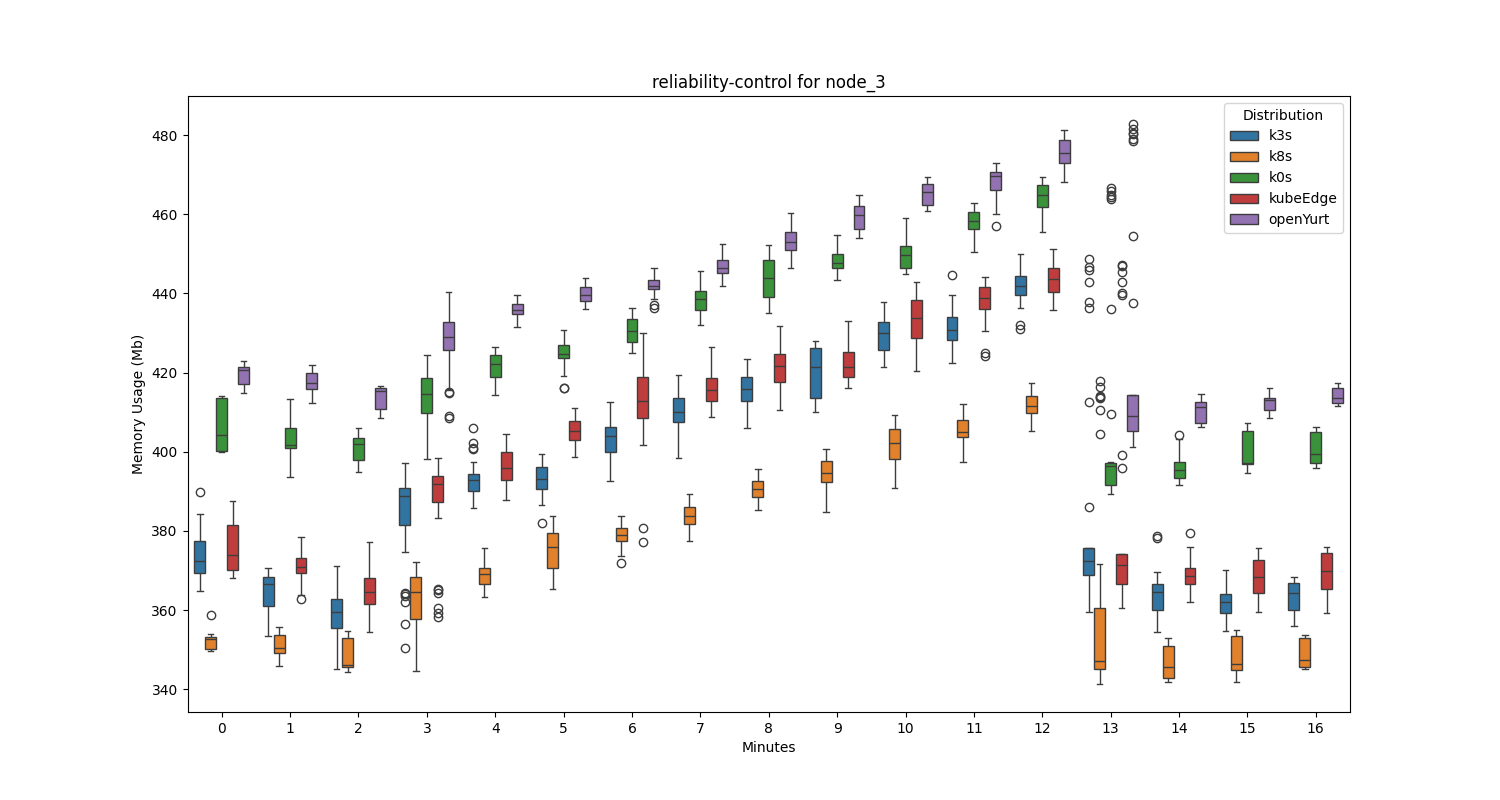 reliability-control for node_3
Distribution
k3s
k8s
k0s
kubeEdge
openYurt
Memory Usage (Mb)
480
460
440
420
400
380
360
340
0 1 2 3 4 5 6 7 8 9 10 11 12 13 14 15 16
Minutes